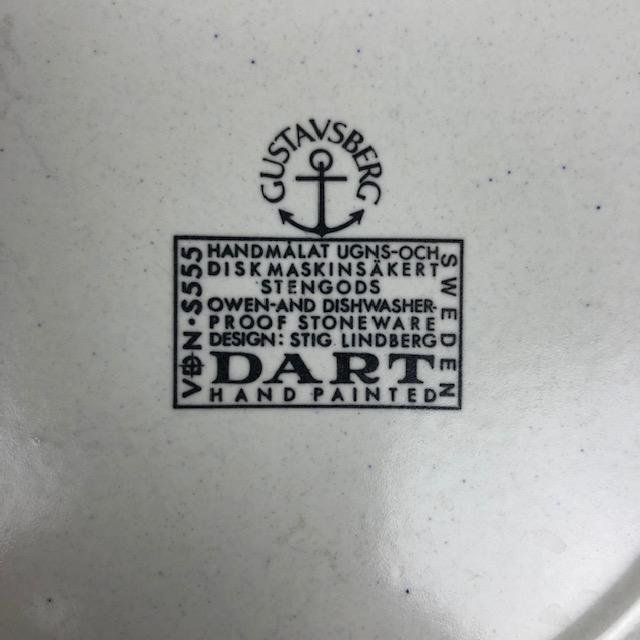 GUSTAVSBERG
HANDMÅLAT UGNS-OCH
DISKMASKINSÄKERT
STENGODS
OWEN-AND DISHWASHER-
PROOF STONEWARE
DESIGN: STIG LINDBERG
DART
HAND PAINTED
VDN·S555
SWEDEN